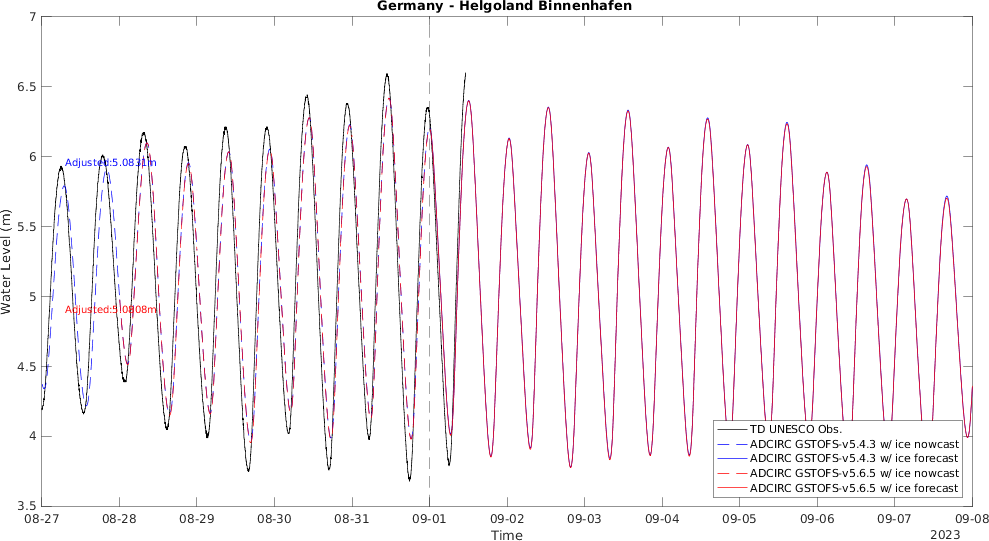 Germany - Helgoland Binnenhafen
7
6.5
6
5.5
5
4.5
4
3.5
Water Level (m)
Adjusted:5.0831m
Adjusted:5.0808m
TD UNESCO Obs.
ADCIRC GSTOFS-v5.4.3 w/ ice nowcast
ADCIRC GSTOFS-v5.4.3 w/ ice forecast
ADCIRC GSTOFS-v5.6.5 w/ ice nowcast
ADCIRC GSTOFS-v5.6.5 w/ ice forecast
08-27 08-28 08-29 08-30 08-31 09-01 09-02 09-03 09-04 09-05 09-06 09-07 09-08
Time
2023